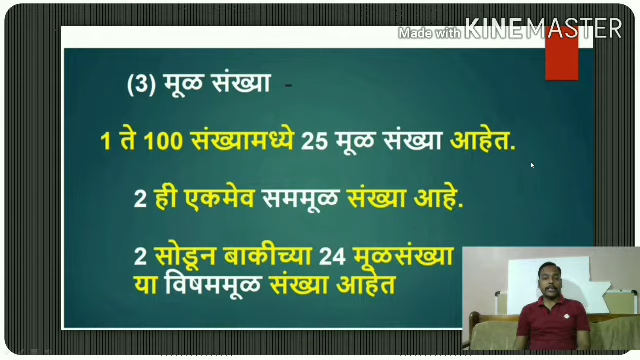 Made with KINEMASTER
(3) मूळ संख्या -
1 ते 100 संख्यामध्ये 25 मूळ संख्या आहेत.
2 ही एकमेव सममूळ संख्या आहे.
2 सोडून बाकीच्या 24 मूळसंख्या
या विषममूळ संख्या आहेत